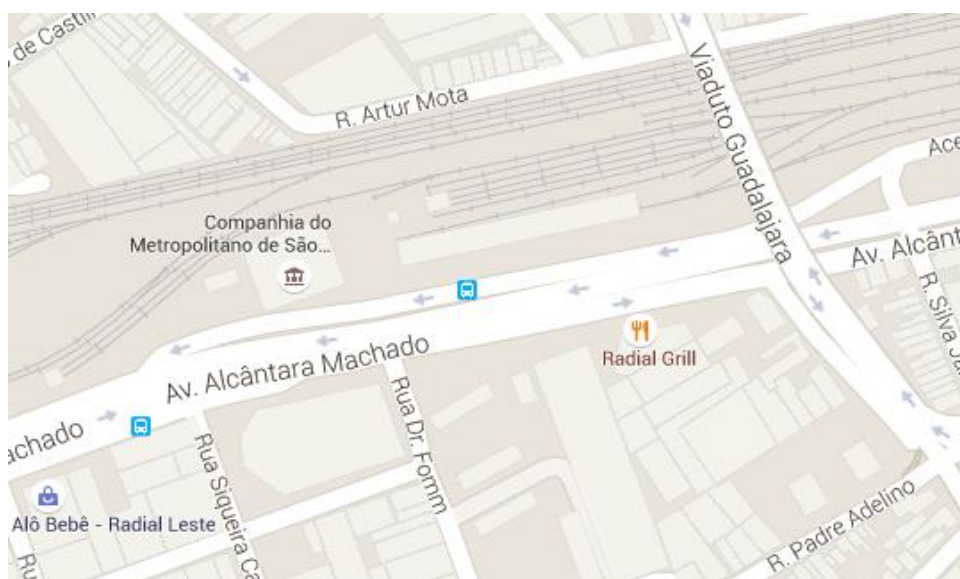 de Castil
R. Artur Mota
Viaduto Guadalajara
Ace
Companhia do
Metropolitano de São...
Av. Alcânt
R. Silva Ja
Radial Grill
Av. Alcântara Machado
achado
Rua Dr. Fomm
Rua Siqueira Ca
Alô Bebê - Radial Leste
R. Padre Adelino
Ru